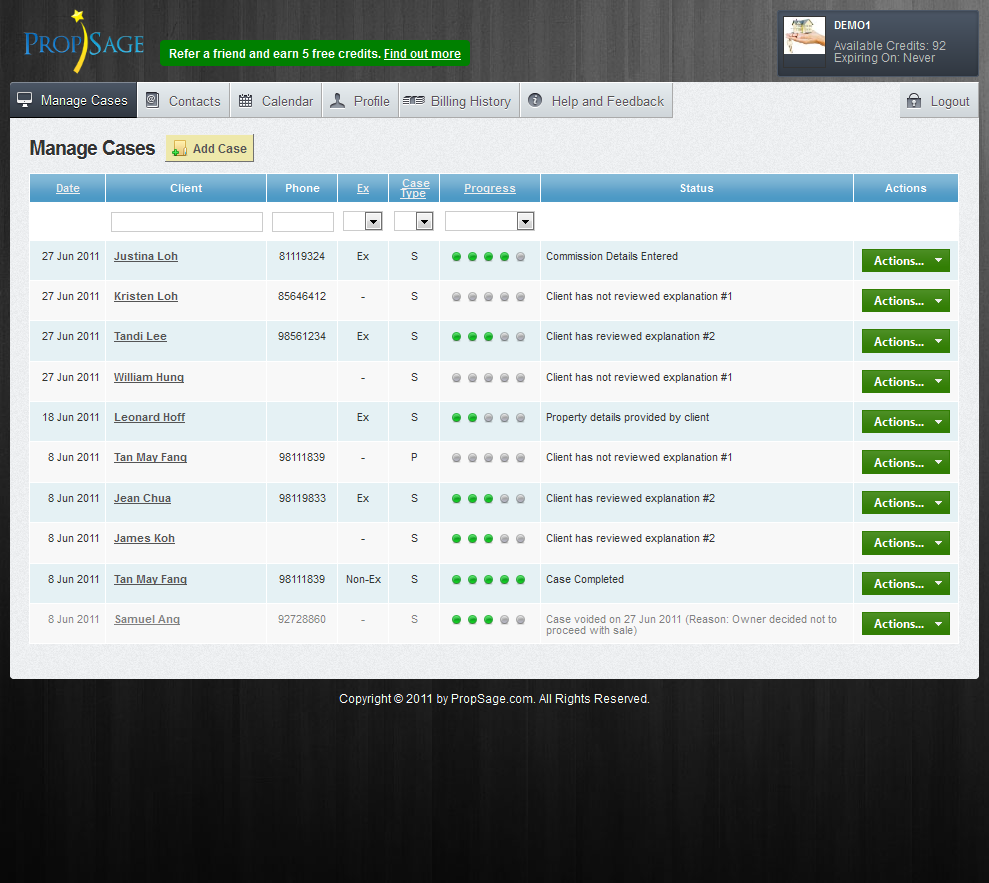 PROPSAGE
Refer a friend and earn 5 free credits. Find out more
DEMO1
Available Credits: 92
Expiring On: Never
Manage Cases Contacts Calendar Profile Billing History Help and Feedback Logout
Manage Cases Add Case
Date Client Phone Ex Case Type Progress Status Actions
27 Jun 2011 Justina Loh 81119324 Ex S Commission Details Entered Actions...
27 Jun 2011 Kristen Loh 85646412 - S Client has not reviewed explanation #1 Actions...
27 Jun 2011 Tandi Lee 98561234 Ex S Client has reviewed explanation #2 Actions...
27 Jun 2011 William Hung - S Client has not reviewed explanation #1 Actions...
18 Jun 2011 Leonard Hoff Ex S Property details provided by client Actions...
8 Jun 2011 Tan May Fang 98111839 - P Client has not reviewed explanation #1 Actions...
8 Jun 2011 Jean Chua 98119833 Ex S Client has reviewed explanation #2 Actions...
8 Jun 2011 James Koh - S Client has reviewed explanation #2 Actions...
8 Jun 2011 Tan May Fang 98111839 Non-Ex S Case Completed Actions...
8 Jun 2011 Samuel Ang 92728860 - S Case voided on 27 Jun 2011 (Reason: Owner decided not to
proceed with sale) Actions...
Copyright © 2011 by PropSage.com. All Rights Reserved.